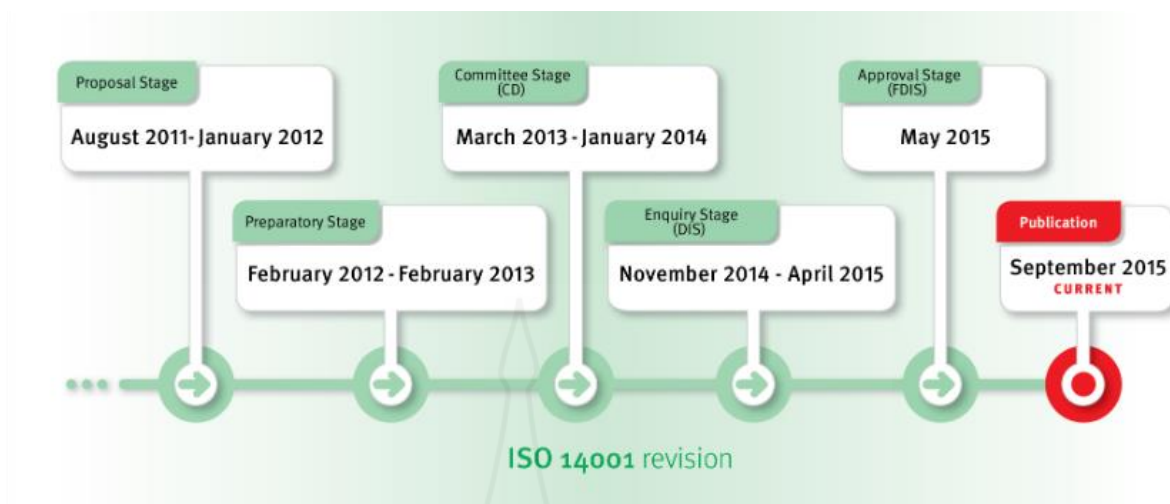 Proposal Stage
August 2011- January 2012
Preparatory Stage
February 2012 - February 2013
Committee Stage
(CD)
March 2013 - January 2014
Enquiry Stage
(DIS)
November 2014 - April 2015
Approval Stage
(FDIS)
May 2015
Publication
September 2015
CURRENT
ISO 14001 revision